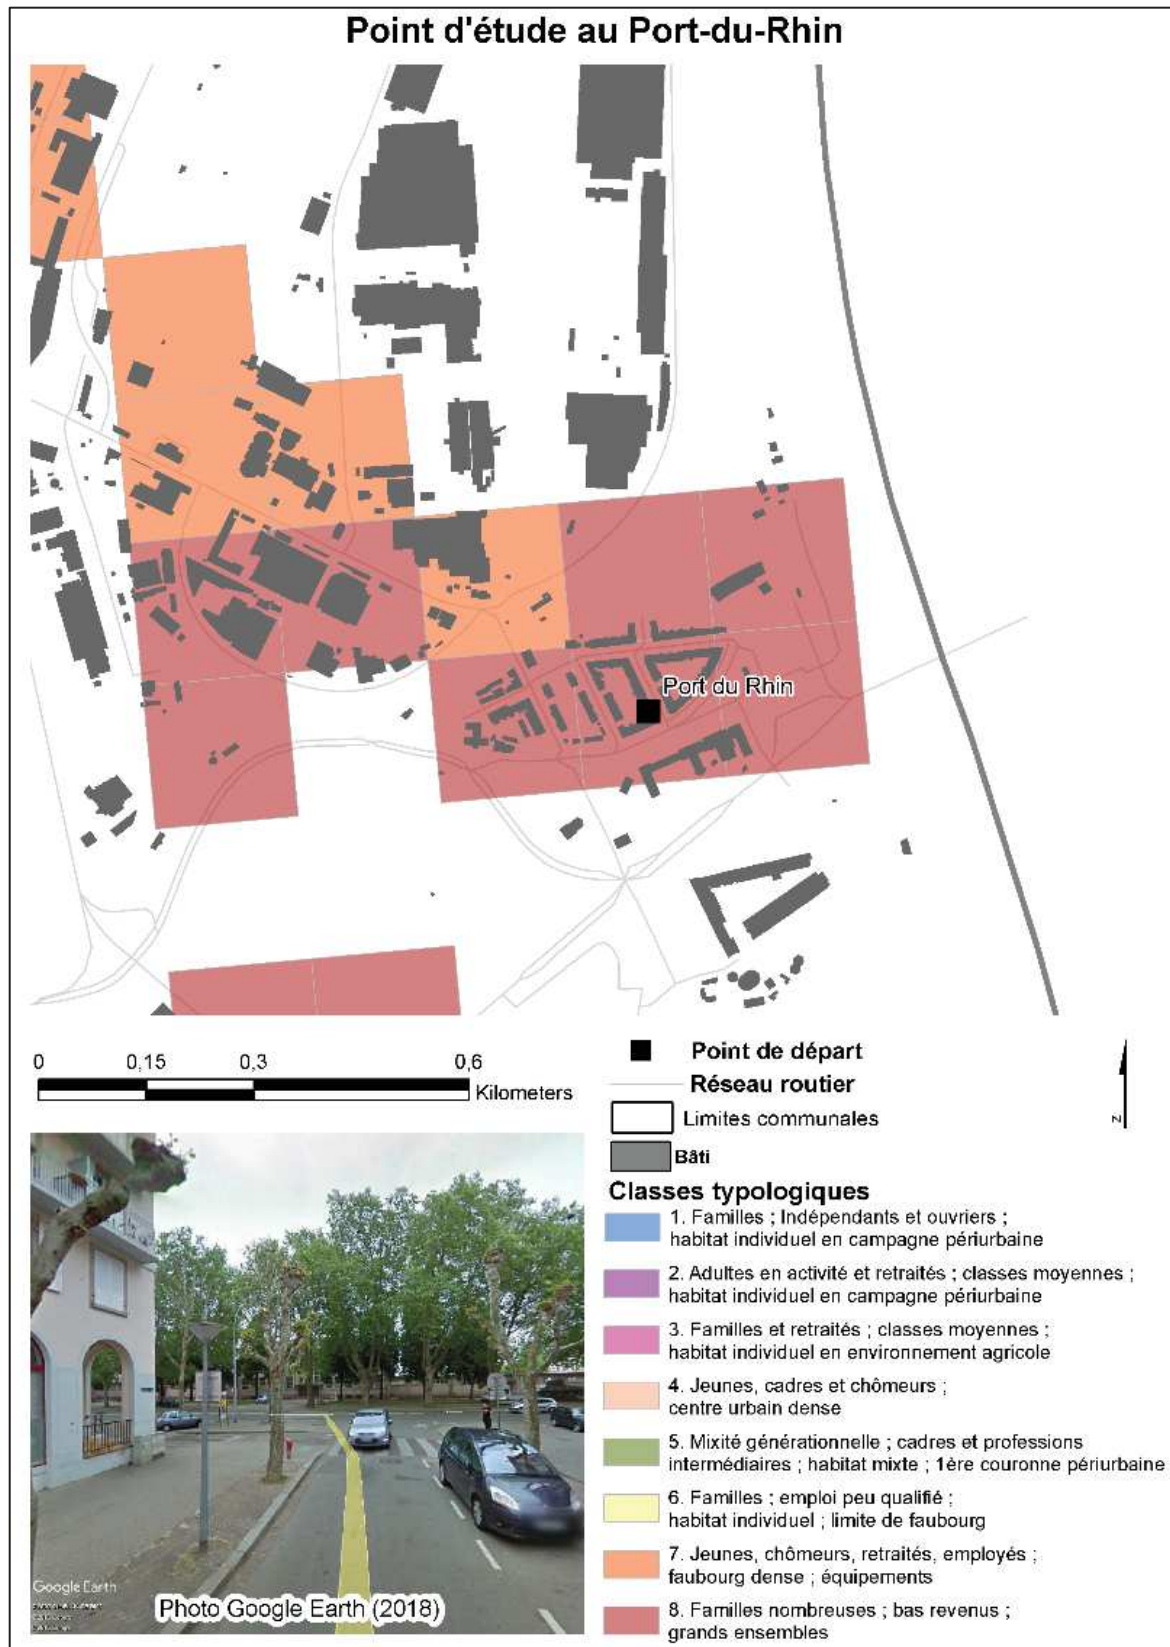 Point d'étude au Port-du-Rhin
Port du Rhin
0 0,15 0,3 0,6
Kilometers
Point de départ
Réseau routier
Limites communales
Bâti
Z
Classes typologiques
1. Familles ; Indépendants et ouvriers ;
habitat individuel en campagne périurbaine
2. Adultes en activité et retraités ; classes moyennes ;
habitat individuel en campagne périurbaine
3. Familles et retraités ; classes moyennes ;
habitat individuel en environnement agricole
4. Jeunes, cadres et chômeurs ;
centre urbain dense
5. Mixité générationnelle ; cadres et professions
intermédiaires ; habitat mixte ; 1ère couronne périurbaine
6. Familles ; emploi peu qualifié ;
habitat individuel ; limite de faubourg
7. Jeunes, chômeurs, retraités, employés ;
faubourg dense ; équipements
8. Familles nombreuses ; bas revenus ;
grands ensembles
Google Earth
Photo Google Earth (2018)